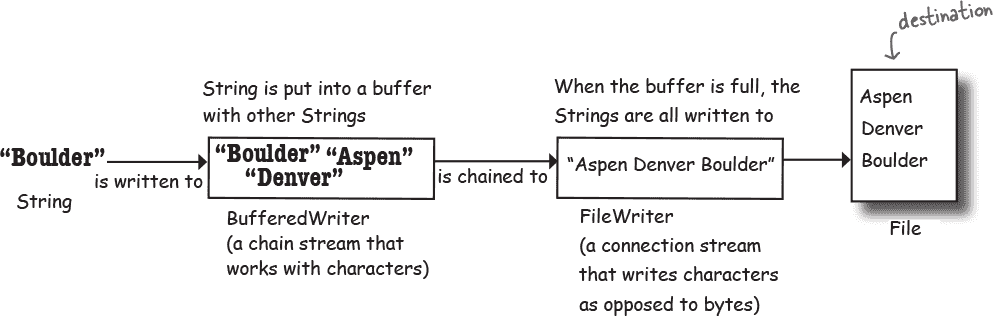 destination
String is put into a buffer
with other Strings
When the buffer is full, the
Strings are all written to
Aspen
Denver
Boulder
“Boulder”
is written to
String
“Boulder” “Aspen”
“Denver”
is chained to
“Aspen Denver Boulder”
BufferedWriter
(a chain stream that
works with characters)
FileWriter
(a connection stream
that writes characters
as opposed to bytes)
File